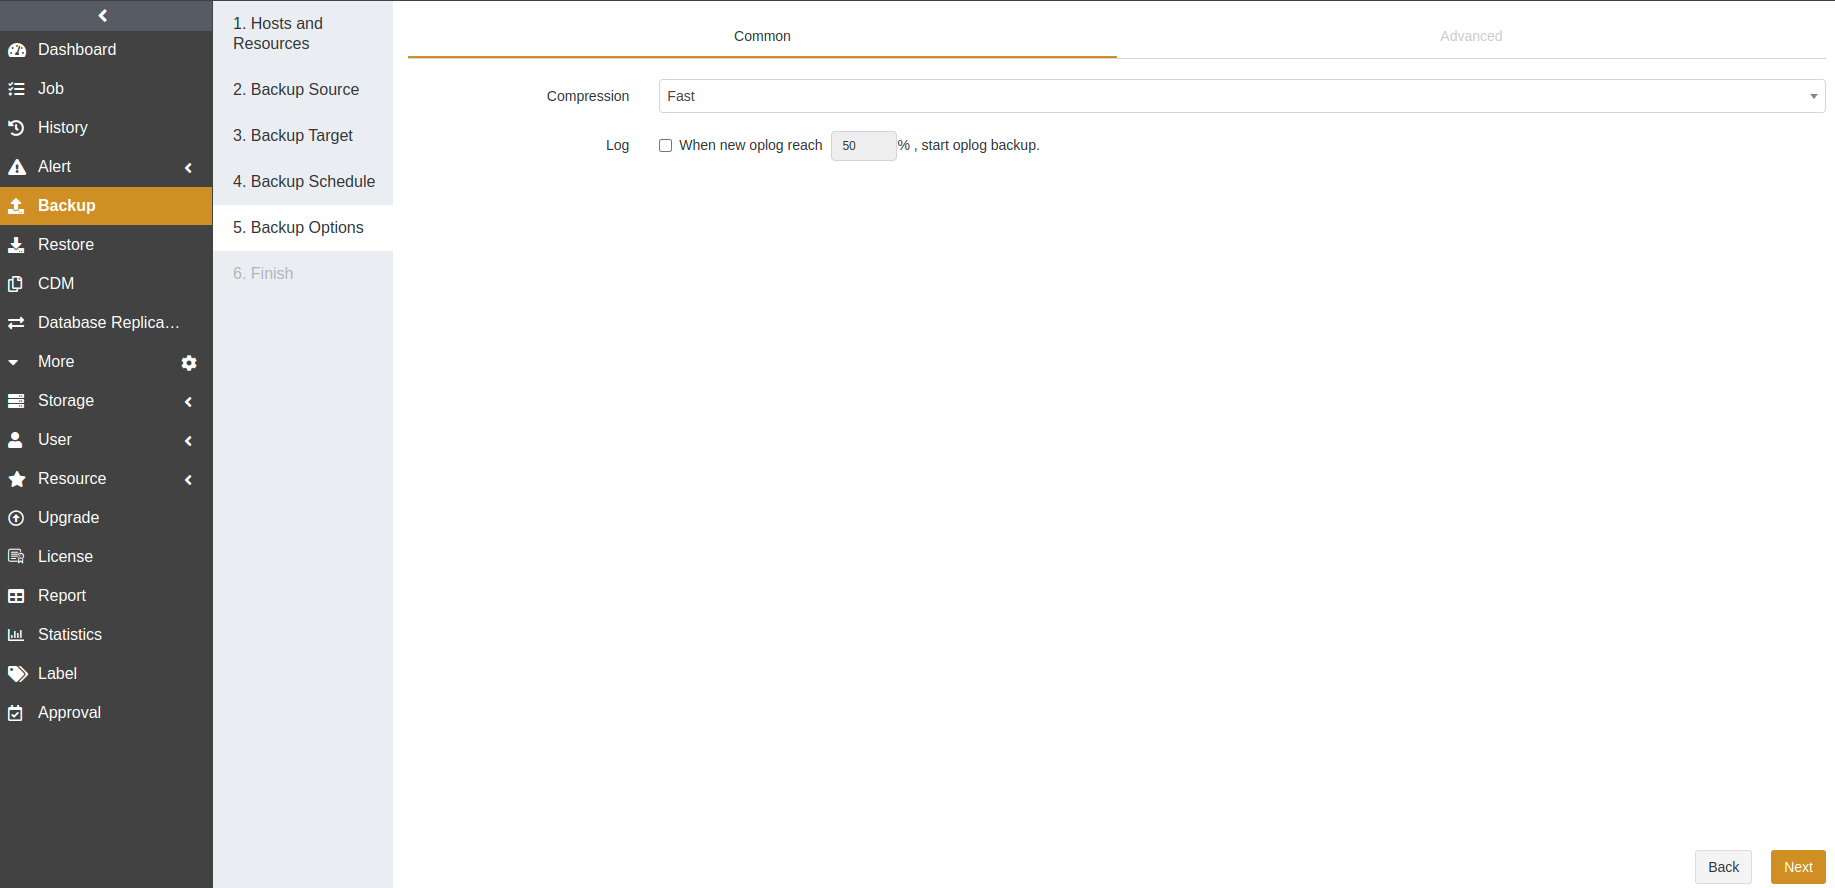 Dashboard
Job
History
Alert
Backup
Restore
CDM
Database Replica…
More
Storage
User
Resource
Upgrade
License
Report
Statistics
Label
Approval
1. Hosts and
Resources
2. Backup Source
3. Backup Target
4. Backup Schedule
5. Backup Options
6. Finish
Common
Advanced
Compression
Fast
Log
When new oplog reach 50 % , start oplog backup.
Back
Next